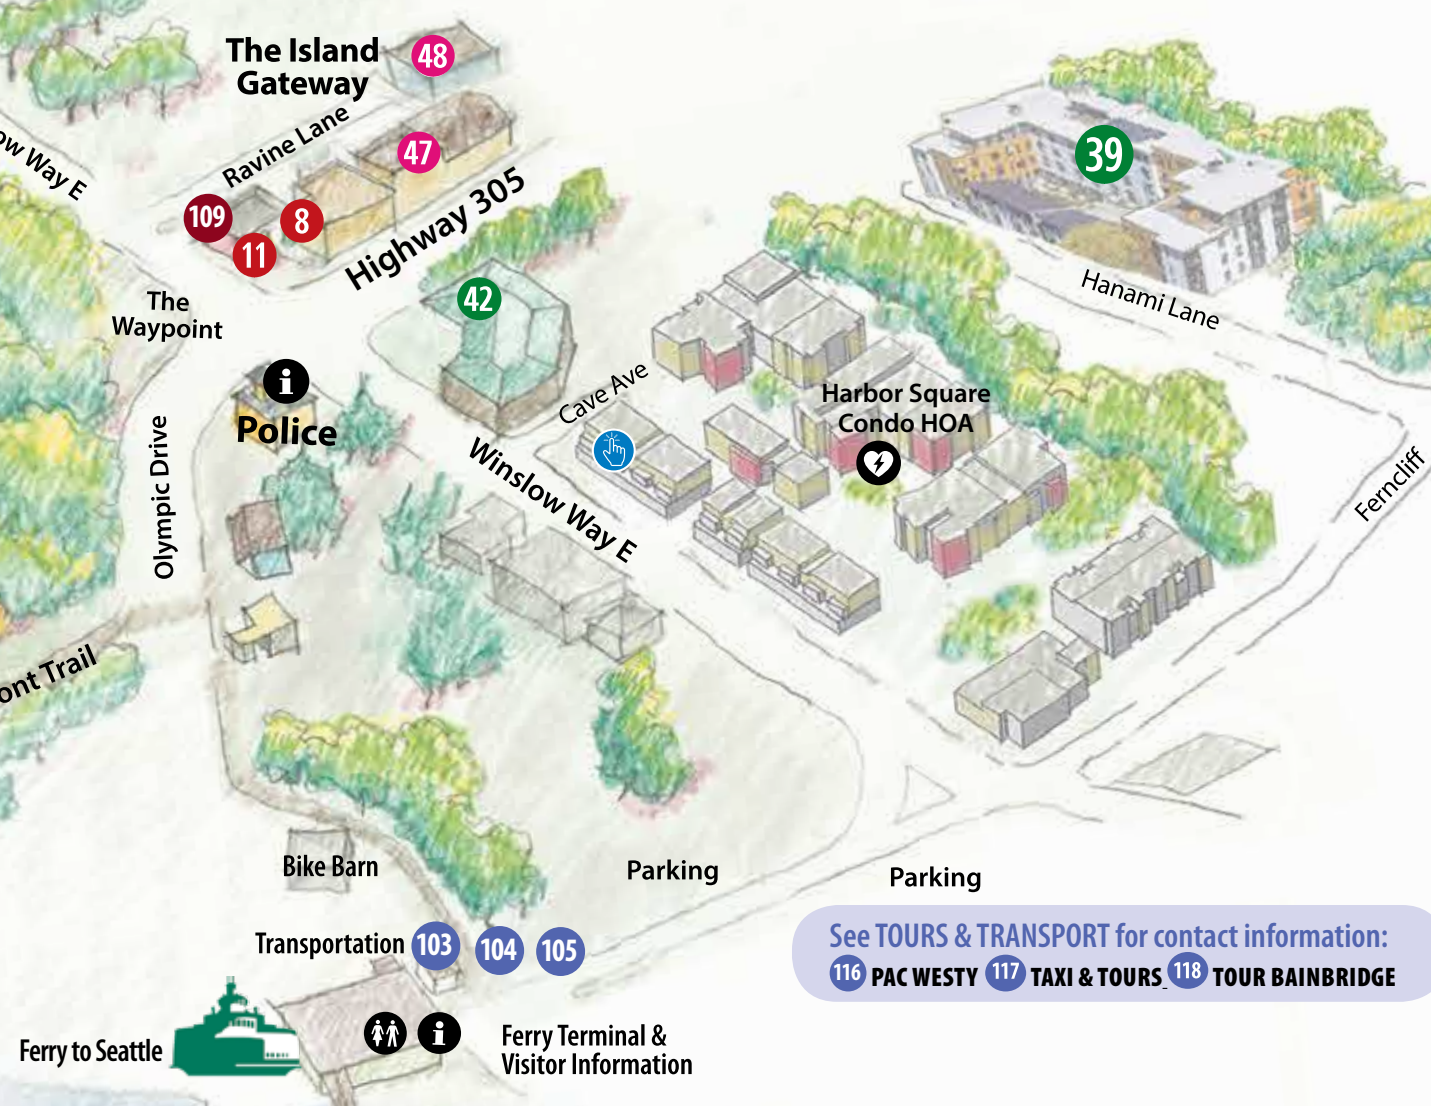 The Island
Gateway
48
47
Ravine Lane
ow Way E
109
11
8
Highway 305
39
Hanami Lane
42
The
Waypoint
i
Police
Cave Ave
Harbor Square
Condo HOA
Olympic Drive
Winslow Way E
Ferncliff
ont Trail
Bike Barn
Parking
Parking
Transportation 103 104 105
See TOURS & TRANSPORT for contact information:
116 PAC WESTY 117 TAXI & TOURS 118 TOUR BAINBRIDGE
Ferry to Seattle
i
Ferry Terminal &
Visitor Information